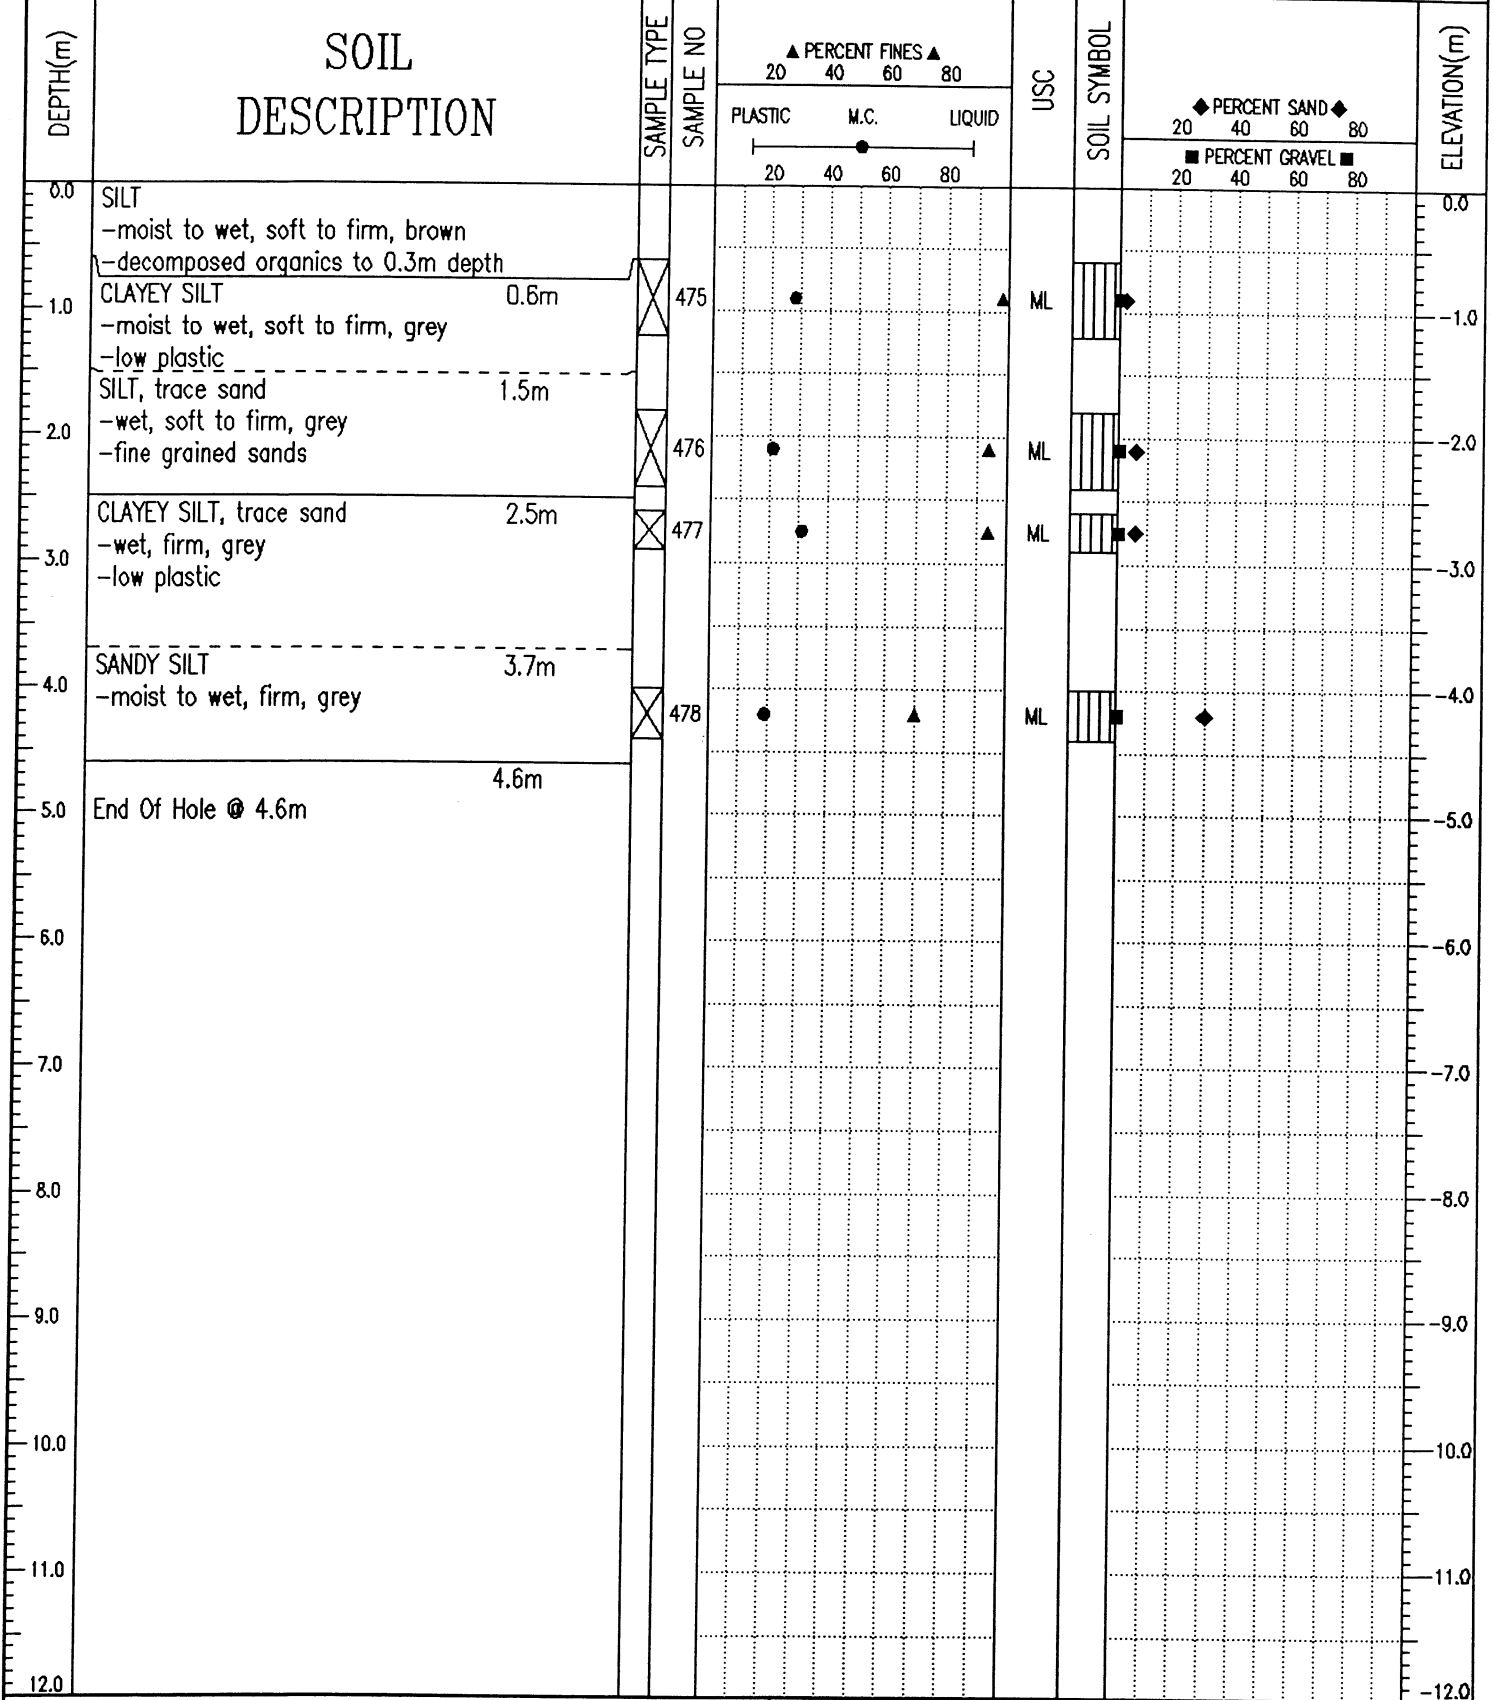 DEPTH(m)
SOIL
DESCRIPTION
SAMPLE TYPE
SAMPLE NO
▲ PERCENT FINES ▲
20 40 60 80
PLASTIC M.C. LIQUID
20 40 60 80
USC
SOIL SYMBOL
◆ PERCENT SAND ◆
20 40 60 80
■ PERCENT GRAVEL ■
20 40 60 80
ELEVATION(m)
0.0
SILT
-moist to wet, soft to firm, brown
-decomposed organics to 0.3m depth
0.0
CLAYEY SILT 0.6m
1.0
-moist to wet, soft to firm, grey
-low plastic
475
ML
-1.0
SILT, trace sand 1.5m
-wet, soft to firm, grey
2.0
-fine grained sands
476
ML
-2.0
CLAYEY SILT, trace sand 2.5m
-wet, firm, grey
3.0
-low plastic
477
ML
-3.0
SANDY SILT 3.7m
4.0
-moist to wet, firm, grey
478
ML
-4.0
4.6m
5.0
End Of Hole @ 4.6m
-5.0
6.0
-6.0
7.0
-7.0
8.0
-8.0
9.0
-9.0
10.0
-10.0
11.0
-11.0
12.0
-12.0